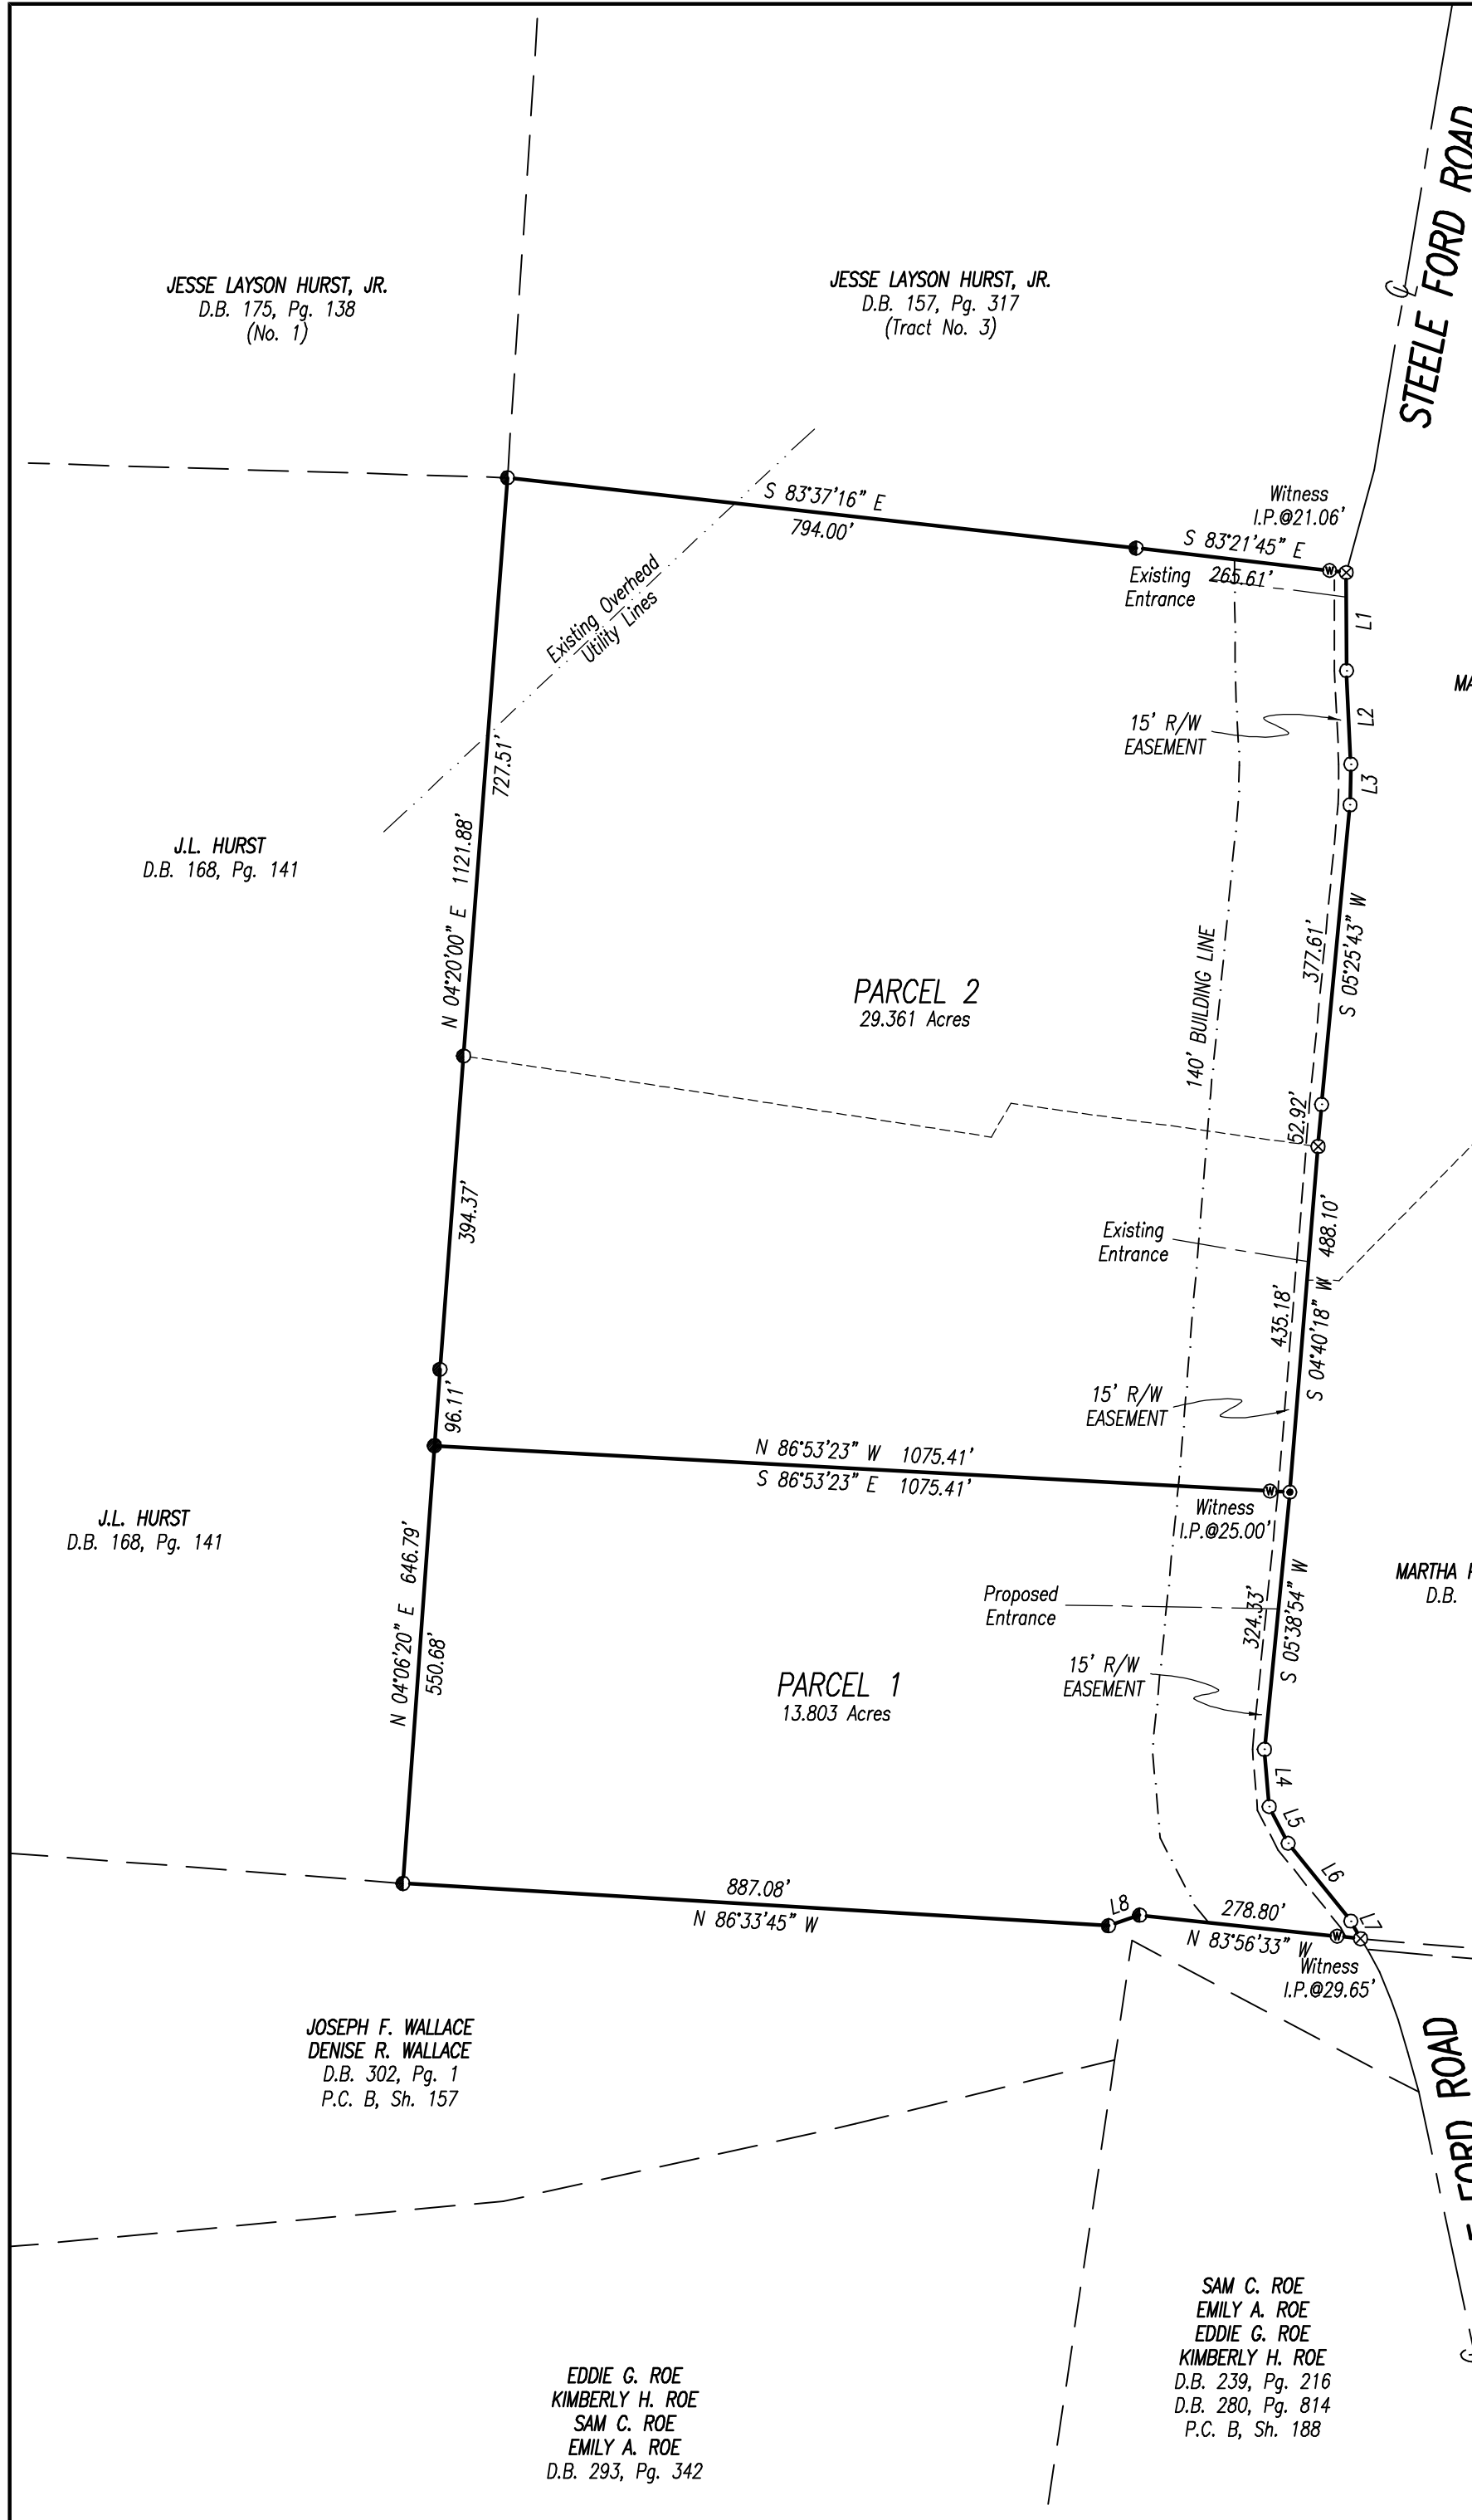 STEELE FORD ROAD
JESSE LAYSON HURST, JR.
D.B. 175, Pg. 138
(No. 1)
JESSE LAYSON HURST, JR.
D.B. 157, Pg. 317
(Tract No. 3)
S 83°37'16" E
794.00'
Witness
I.P.@21.06'
S 83°21'45" E
265.61'
Existing
Entrance
L1
Existing Overhead
Utility Lines
L2
15' R/W
EASEMENT
L3
727.51'
N 04°20'00" E 1121.88'
J.L. HURST
D.B. 168, Pg. 141
377.61'
S 05°25'43" W
140' BUILDING LINE
PARCEL 2
29.361 Acres
52.92'
394.37'
488.10'
Existing
Entrance
435.18'
S 04°40'18" W
15' R/W
EASEMENT
96.11'
N 86°53'23" W 1075.41'
S 86°53'23" E 1075.41'
Witness
I.P.@25.00'
J.L. HURST
D.B. 168, Pg. 141
N 04°06'20" E 646.79'
550.68'
Proposed
Entrance
324.33'
S 05°38'54" W
MARTHA
D.B.
15' R/W
EASEMENT
PARCEL 1
13.803 Acres
L4
L5
L6
L7
887.08'
N 86°33'45" W
L8
278.80'
N 83°56'33" W
Witness
I.P.@29.65'
JOSEPH F. WALLACE
DENISE R. WALLACE
D.B. 302, Pg. 1
P.C. B, Sh. 157
FORD ROAD
SAM C. ROE
EMILY A. ROE
EDDIE G. ROE
KIMBERLY H. ROE
D.B. 239, Pg. 216
D.B. 280, Pg. 814
P.C. B, Sh. 188
EDDIE G. ROE
KIMBERLY H. ROE
SAM C. ROE
EMILY A. ROE
D.B. 293, Pg. 342